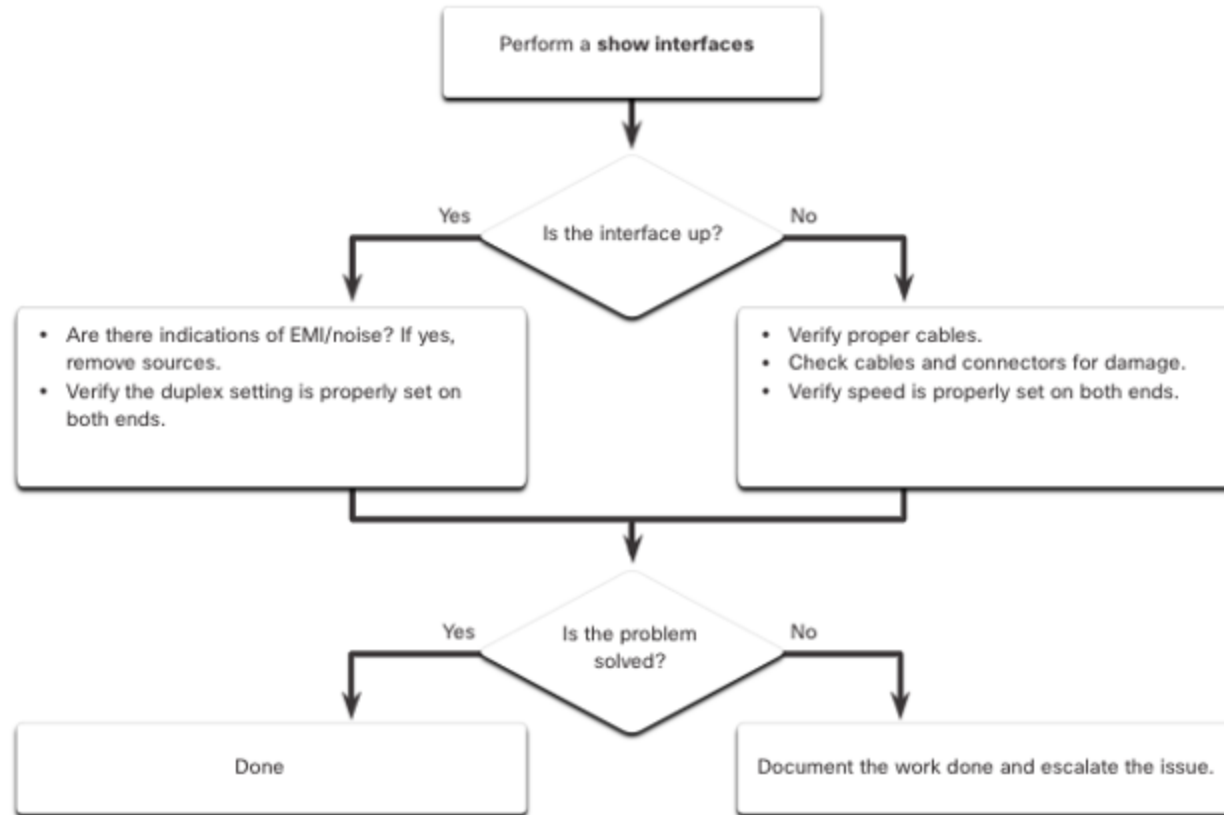 Perform a show interfaces
Yes
Is the interface up?
No
• Are there indications of EMI/noise? If yes,
remove sources.
• Verify the duplex setting is properly set on
both ends.
• Verify proper cables.
• Check cables and connectors for damage.
• Verify speed is properly set on both ends.
Yes
Is the problem
solved?
No
Done
Document the work done and escalate the issue.